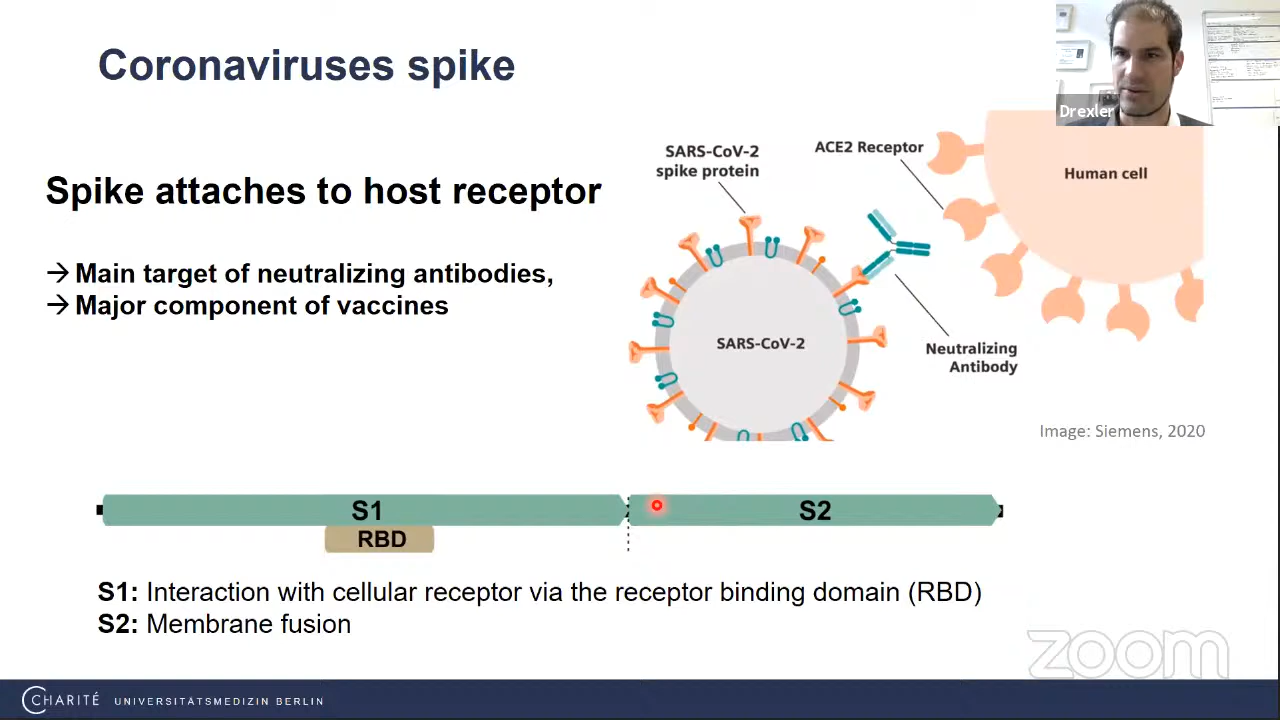 Coronaviruses spike
Drexler
Spike attaches to host receptor
→ Main target of neutralizing antibodies,
→ Major component of vaccines
SARS-CoV-2
spike protein
ACE2 Receptor
Human cell
SARS-CoV-2
Neutralizing
Antibody
Image: Siemens, 2020
S1
S2
RBD
S1: Interaction with cellular receptor via the receptor binding domain (RBD)
S2: Membrane fusion
zoom
CHARITÉ UNIVERSITÄTSMEDIZIN BERLIN